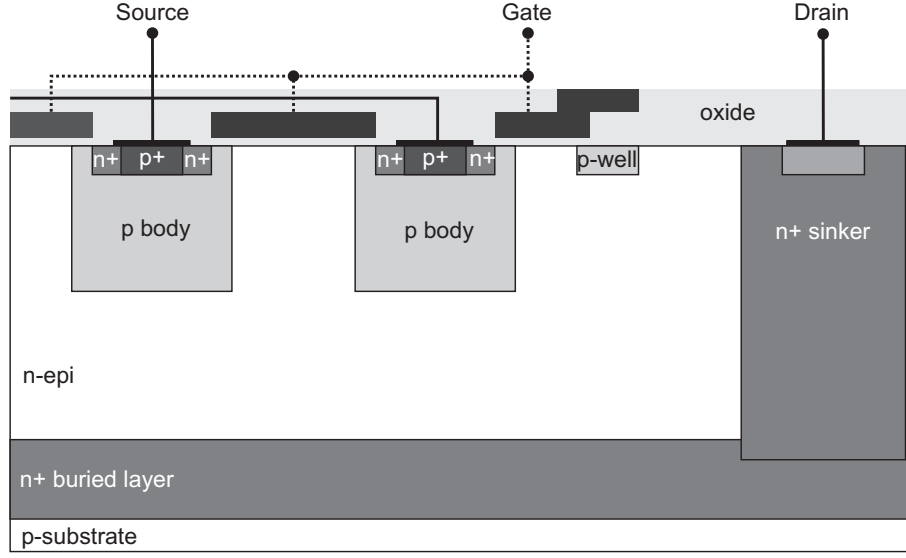 Source
Gate
Drain
oxide
n+ p+ n+
n+ p+ n+
p-well
p body
p body
n+ sinker
n-epi
n+ buried layer
p-substrate